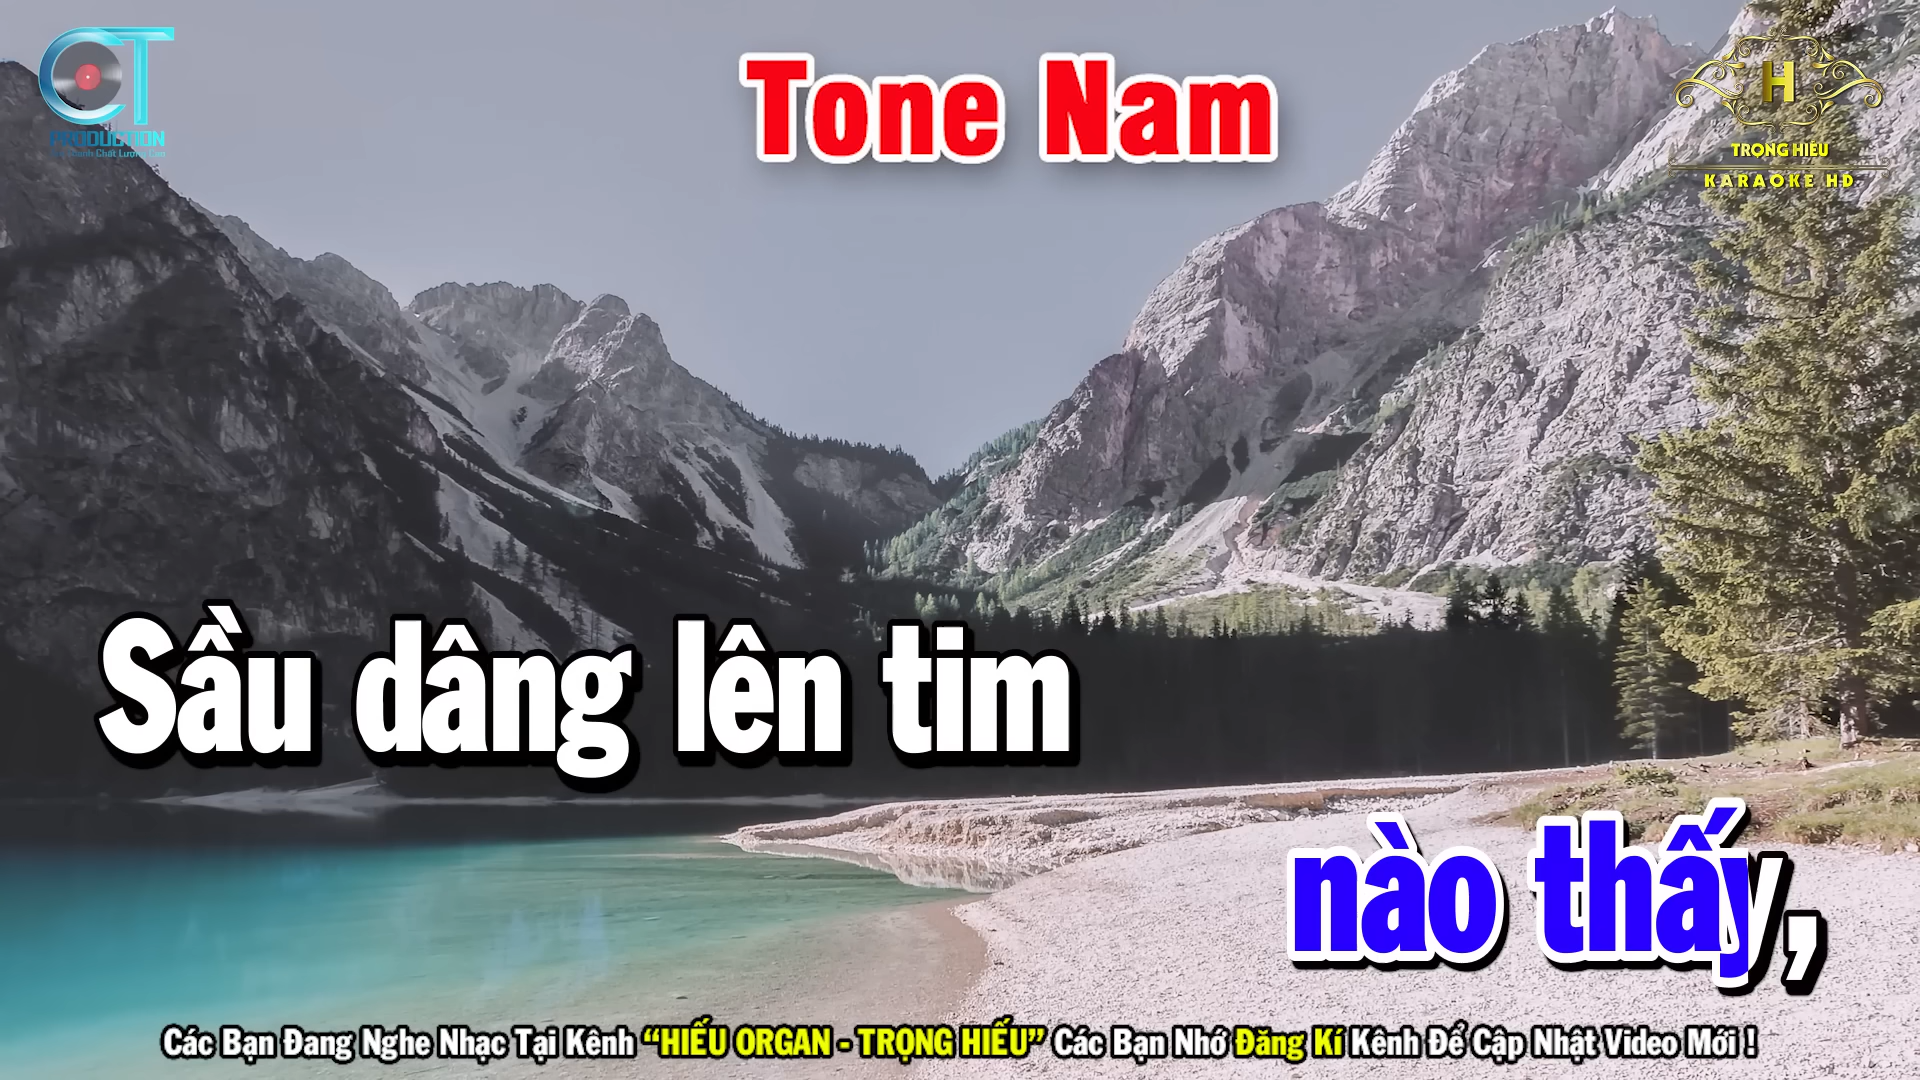 CT
PRODUCTION
Tone Nam
H
TRỌNG HIẾU
KARAOKE HD
Sầu dâng lên tim
nào thấy,
Các Bạn Đang Nghe Nhạc Tại Kênh “HIẾU ORGAN - TRỌNG HIẾU” Các Bạn Nhớ Đăng Kí Kênh Để Cập Nhật Video Mới !